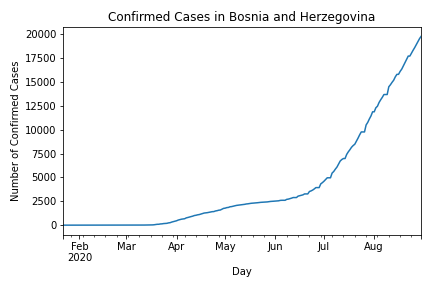 Confirmed Cases in Bosnia and Herzegovina
Number of Confirmed Cases
20000
17500
15000
12500
10000
7500
5000
2500
0
Feb Mar Apr May Jun Jul Aug
2020
Day